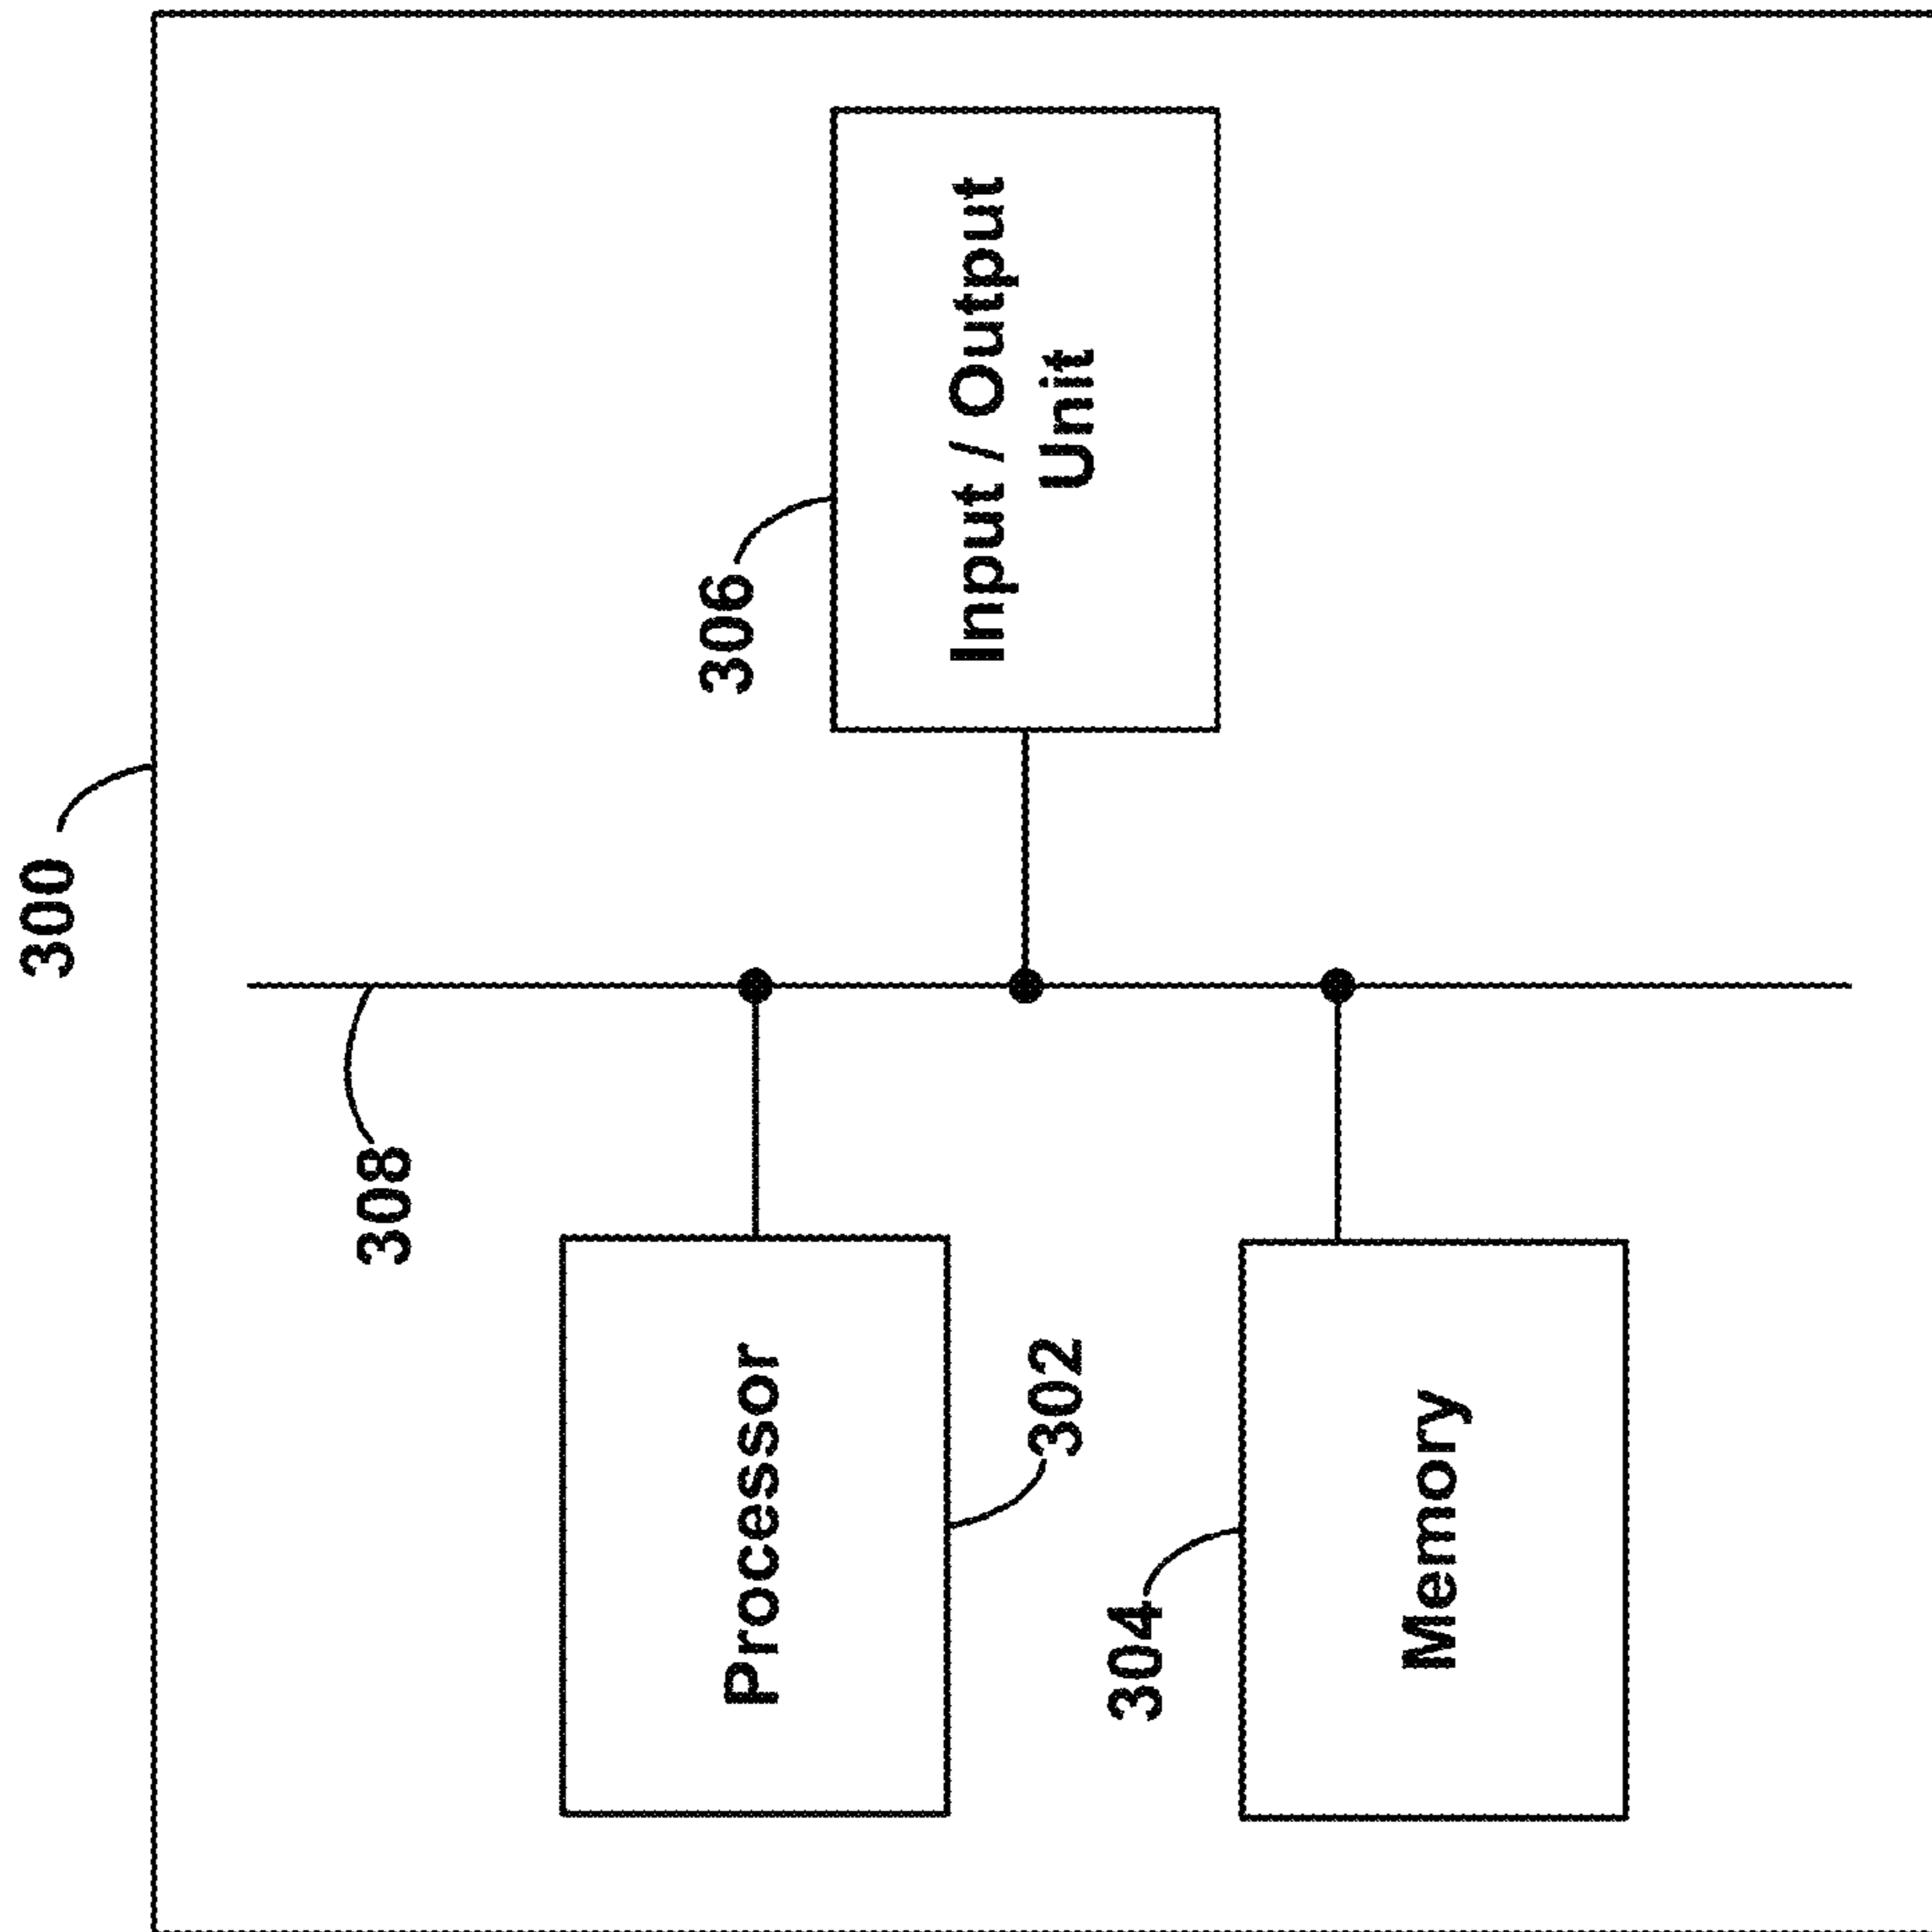 300
308
Processor
302
304
Memory
306
Input / Output
Unit